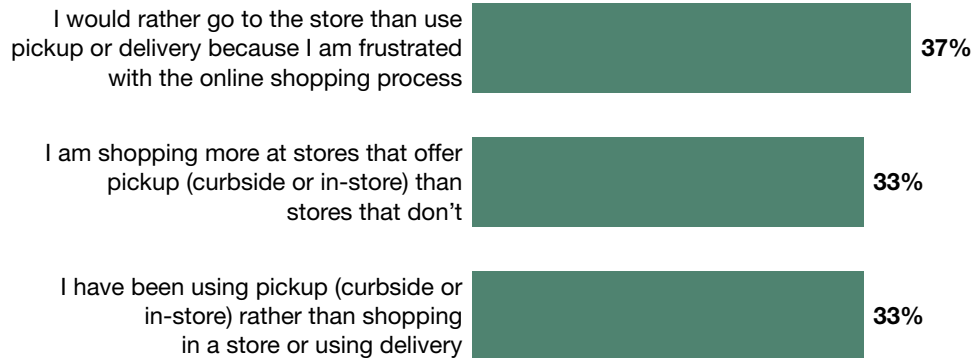 I would rather go to the store than use
pickup or delivery because I am frustrated
with the online shopping process
37%
I am shopping more at stores that offer
pickup (curbside or in-store) than
stores that don’t
33%
I have been using pickup (curbside or
in-store) rather than shopping
in a store or using delivery
33%